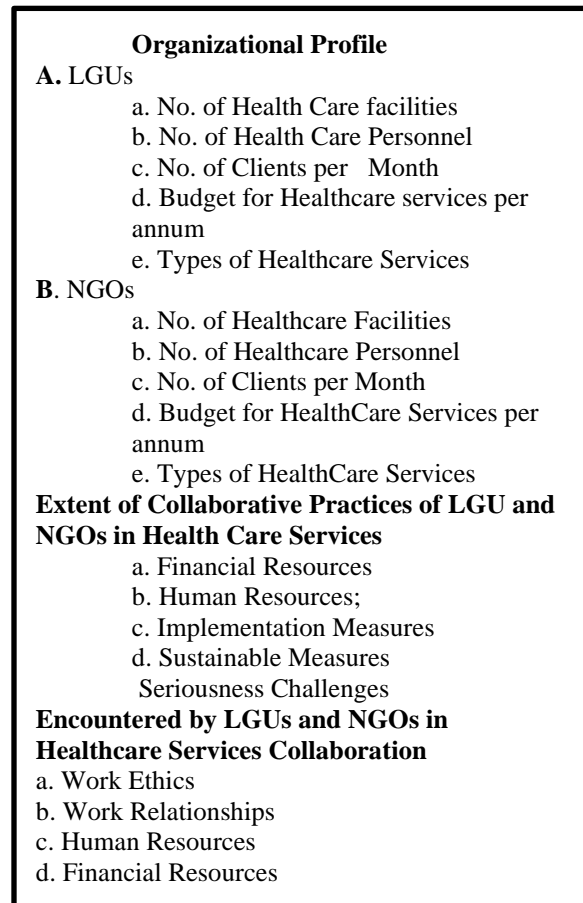 Organizational Profile
A. LGUs
a. No. of Health Care facilities
b. No. of Health Care Personnel
c. No. of Clients per Month
d. Budget for Healthcare services per
annum
e. Types of Healthcare Services
B. NGOs
a. No. of Healthcare Facilities
b. No. of Healthcare Personnel
c. No. of Clients per Month
d. Budget for HealthCare Services per
annum
e. Types of HealthCare Services
Extent of Collaborative Practices of LGU and
NGOs in Health Care Services
a. Financial Resources
b. Human Resources;
c. Implementation Measures
d. Sustainable Measures
Seriousness Challenges
Encountered by LGUs and NGOs in
Healthcare Services Collaboration
a. Work Ethics
b. Work Relationships
c. Human Resources
d. Financial Resources